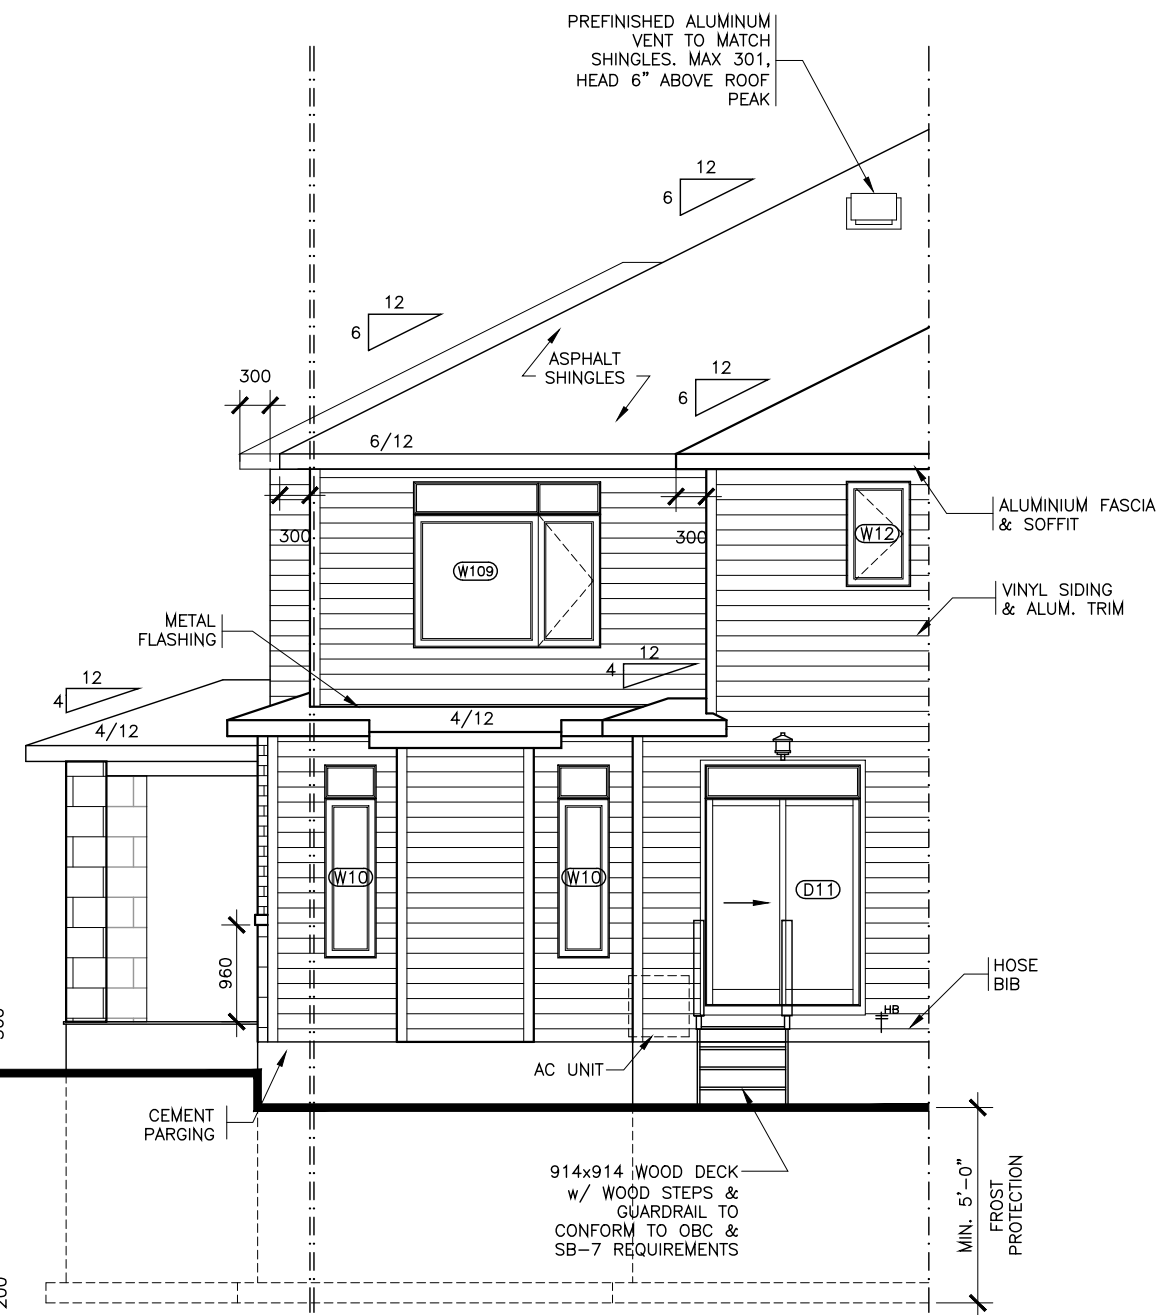 PREFINISHED ALUMINUM
VENT TO MATCH
SHINGLES. MAX 301,
HEAD 6" ABOVE ROOF
PEAK
12
6
12
6
ASPHALT
SHINGLES
12
6
300
6/12
300
300
W109
W12
ALUMINIUM FASCIA
& SOFFIT
VINYL SIDING
& ALUM. TRIM
METAL
FLASHING
12
4
12
4
4/12
4/12
W10
W10
D11
960
HOSE
BIB
HB
AC UNIT
CEMENT
PARGING
914x914 WOOD DECK
w/ WOOD STEPS &
GUARDRAIL TO
CONFORM TO OBC &
SB-7 REQUIREMENTS
MIN. 5'-0"
FROST
PROTECTION
200